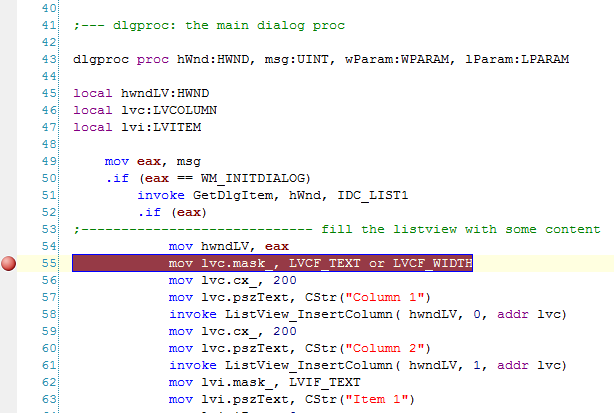 40
41 ;--- dlgproc: the main dialog proc
42
43 dlgproc proc hWnd:HWND, msg:UINT, wParam:WPARAM, lParam:LPARAM
44
45 local hwndLV:HWND
46 local lvc:LVCOLUMN
47 local lvi:LVITEM
48
49 mov eax, msg
50 .if (eax == WM_INITDIALOG)
51 invoke GetDlgItem, hWnd, IDC_LIST1
52 .if (eax)
53 ;------------------------------ fill the listview with some content
54 mov hwndLV, eax
55 mov lvc.mask_, LVCF_TEXT or LVCF_WIDTH
56 mov lvc.cx_, 200
57 mov lvc.pszText, CStr("Column 1")
58 invoke ListView_InsertColumn( hwndLV, 0, addr lvc)
59 mov lvc.cx_, 200
60 mov lvc.pszText, CStr("Column 2")
61 invoke ListView_InsertColumn( hwndLV, 1, addr lvc)
62 mov lvi.mask_, LVIF_TEXT
63 mov lvi.pszText, CStr("Item 1")